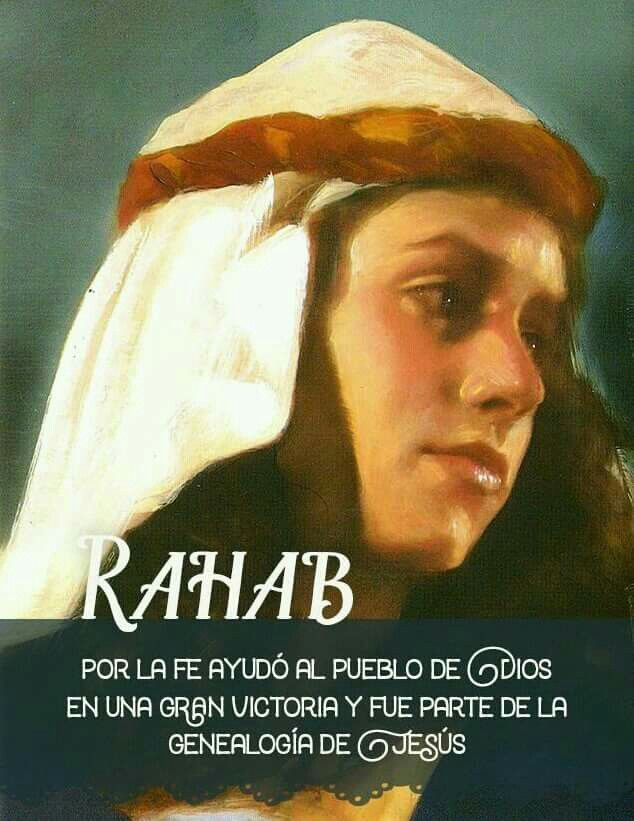 RAHAB
POR LA FE AYUDÓ AL PUEBLO DE DIOS
EN UNA GRAN VICTORIA Y FUE PARTE DE LA
GENEALOGÍA DE JESÚS